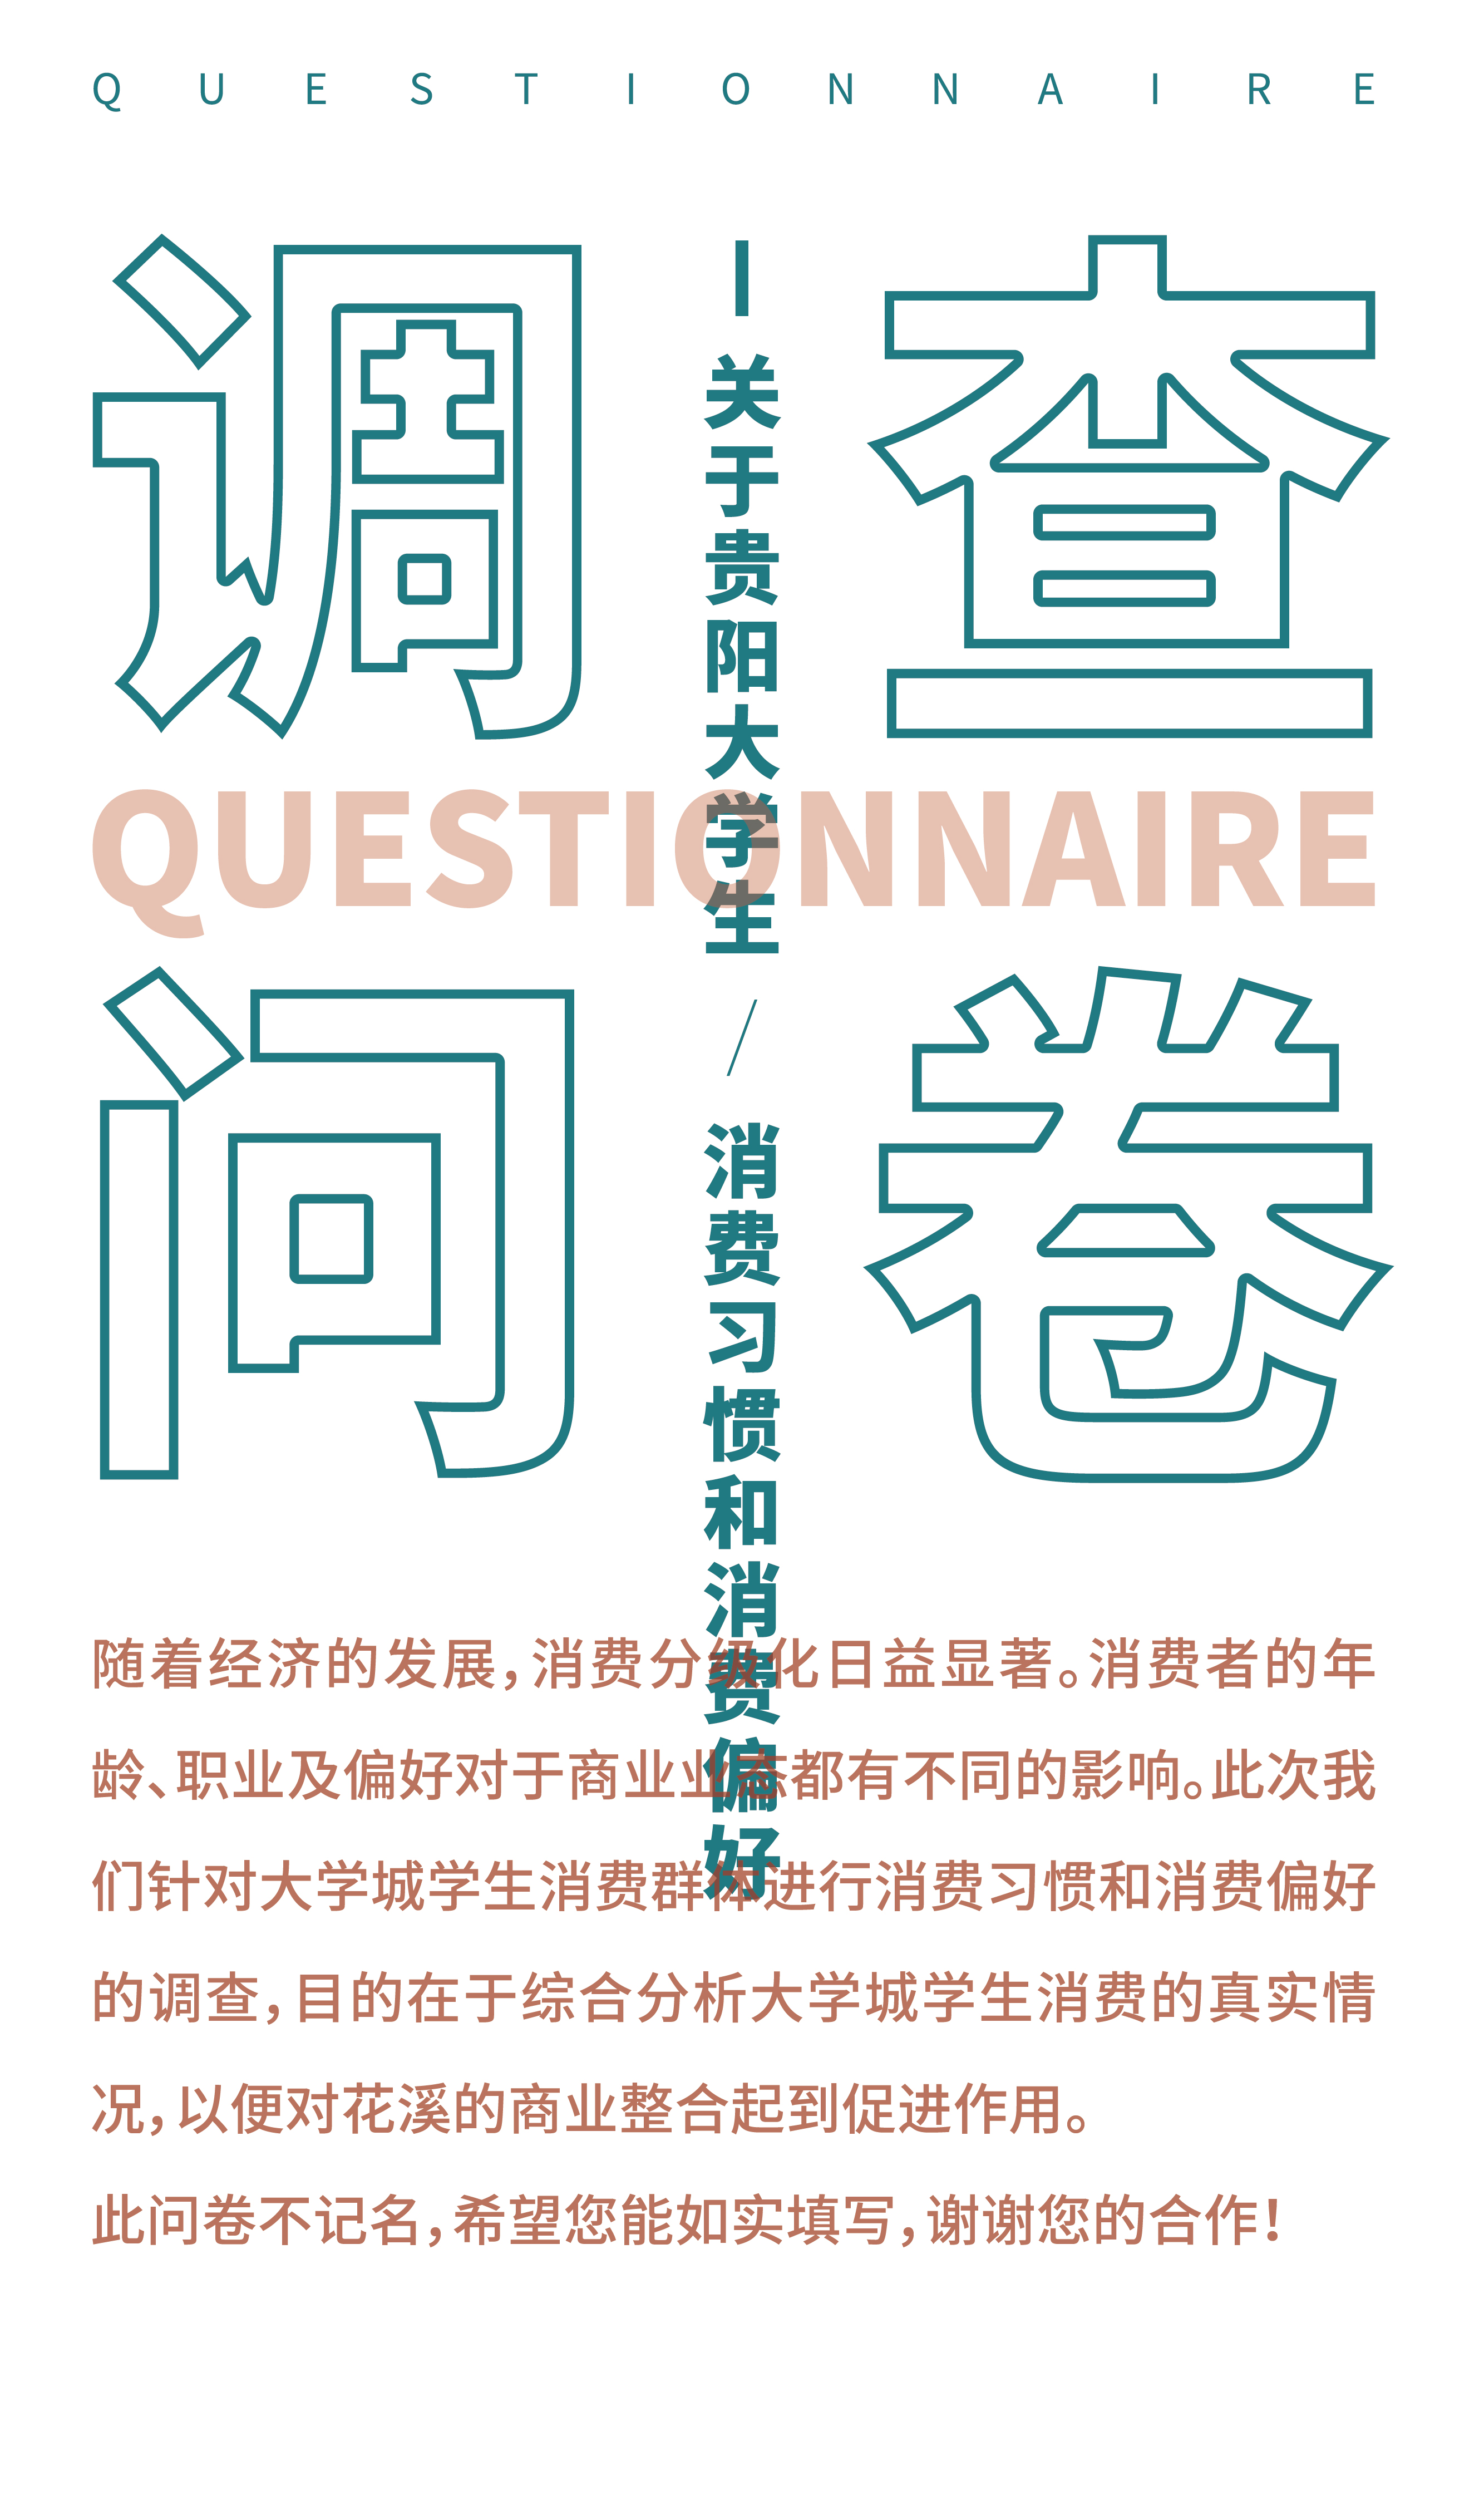 QUESTIONNAIRE
调查
—关于贵阳大学生/消费习惯和消费偏好
QUESTIONNAIRE
问卷
随着经济的发展，消费分级化日益显著。消费者的年
龄、职业及偏好对于商业业态都有不同的影响。此次我
们针对大学城学生消费群体进行消费习惯和消费偏好
的调查，目的在于综合分析大学城学生消费的真实情
况，以便对花溪的商业整合起到促进作用。
此问卷不记名，希望您能如实填写，谢谢您的合作！